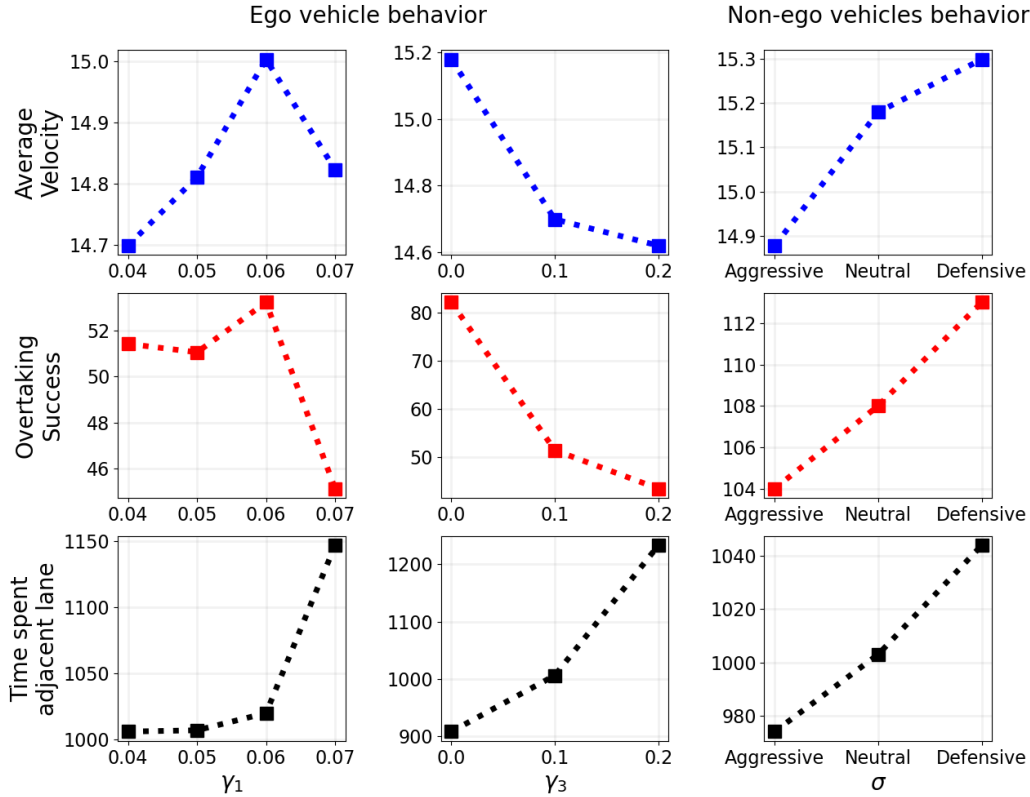 Ego vehicle behavior
Non-ego vehicles behavior
Average
Velocity
15.0
14.9
14.8
14.7
0.04 0.05 0.06 0.07
15.2
15.0
14.8
14.6
0.0 0.1 0.2
15.3
15.2
15.1
15.0
14.9
Aggressive Neutral Defensive
Overtaking
Success
52
50
48
46
0.04 0.05 0.06 0.07
80
70
60
50
0.0 0.1 0.2
112
110
108
106
104
Aggressive Neutral Defensive
Time spent
adjacent lane
1150
1100
1050
1000
0.04 0.05 0.06 0.07
γ₁
1200
1100
1000
900
0.0 0.1 0.2
γ₃
1040
1020
1000
980
Aggressive Neutral Defensive
σ